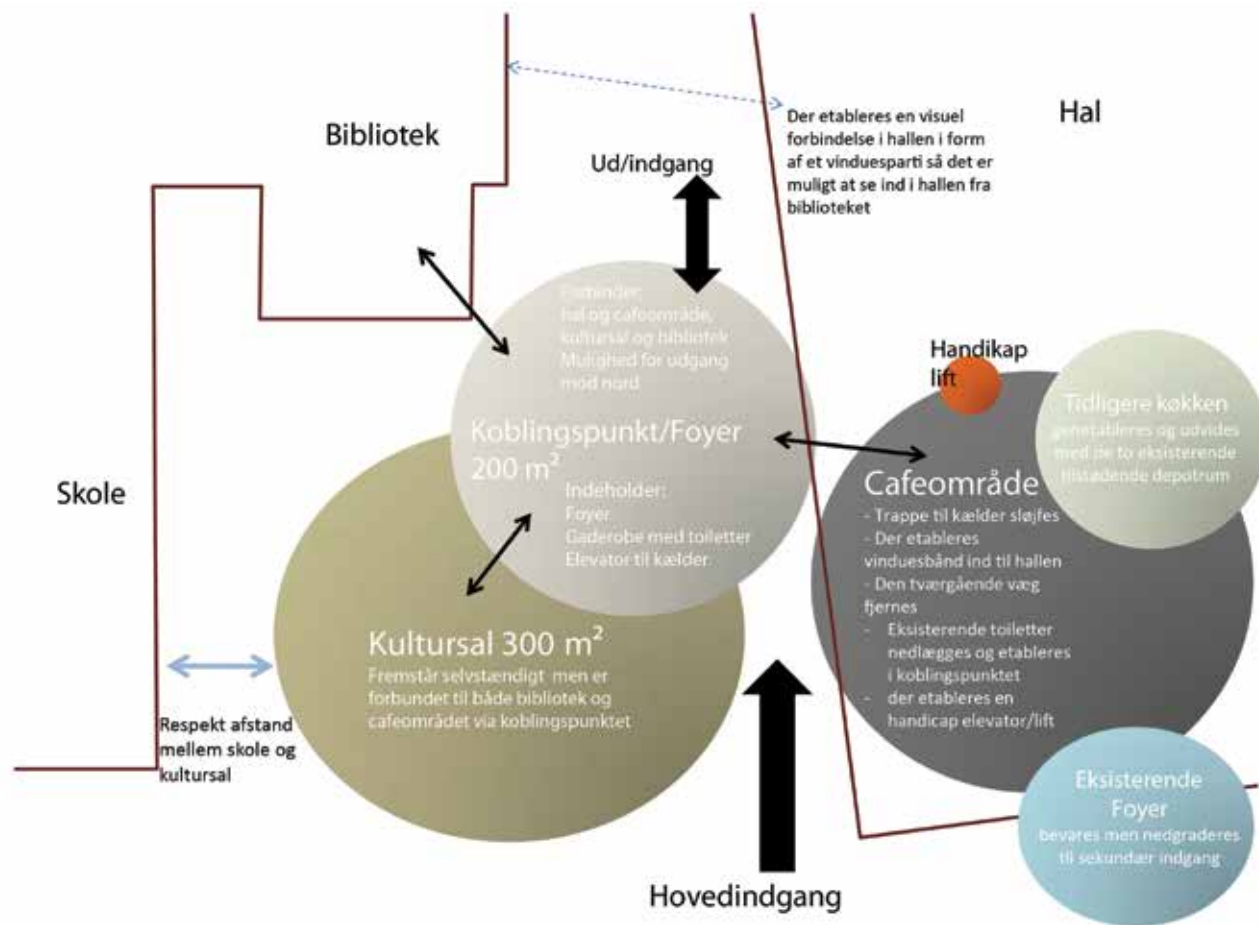 Bibliotek
Hal
Der etableres en visuel
forbindelse i hallen i form
af et vinduesparti så det er
muligt at se ind i hallen fra
biblioteket
Ud/indgang
Forbinder:
hal og cafeområde,
kultursal og bibliotek
Mulighed for udgang
mod nord
Koblingspunkt/Foyer
200 m²
Indeholder:
Foyer
Gaderobe med toiletter
Elevator til kælder
Handikap
lift
Tidligere køkken
genetableres og udvides
med de to eksisterende
tilstødende depotrum
Skole
Cafeområde
- Trappe til kælder sløjfes
- Der etableres
vinduesbånd ind til hallen
- Den tværgående væg
fjernes
- Eksisterende toiletter
nedlægges og etableres
i koblingspunktet
- der etableres en
handicap elevator/lift
Kultursal 300 m²
Fremstår selvstændigt men er
forbundet til både bibliotek og
cafeområdet via koblingspunktet
Respekt afstand
mellem skole og
kultursal
Eksisterende
Foyer
bevares men nedgraderes
til sekundær indgang
Hovedindgang